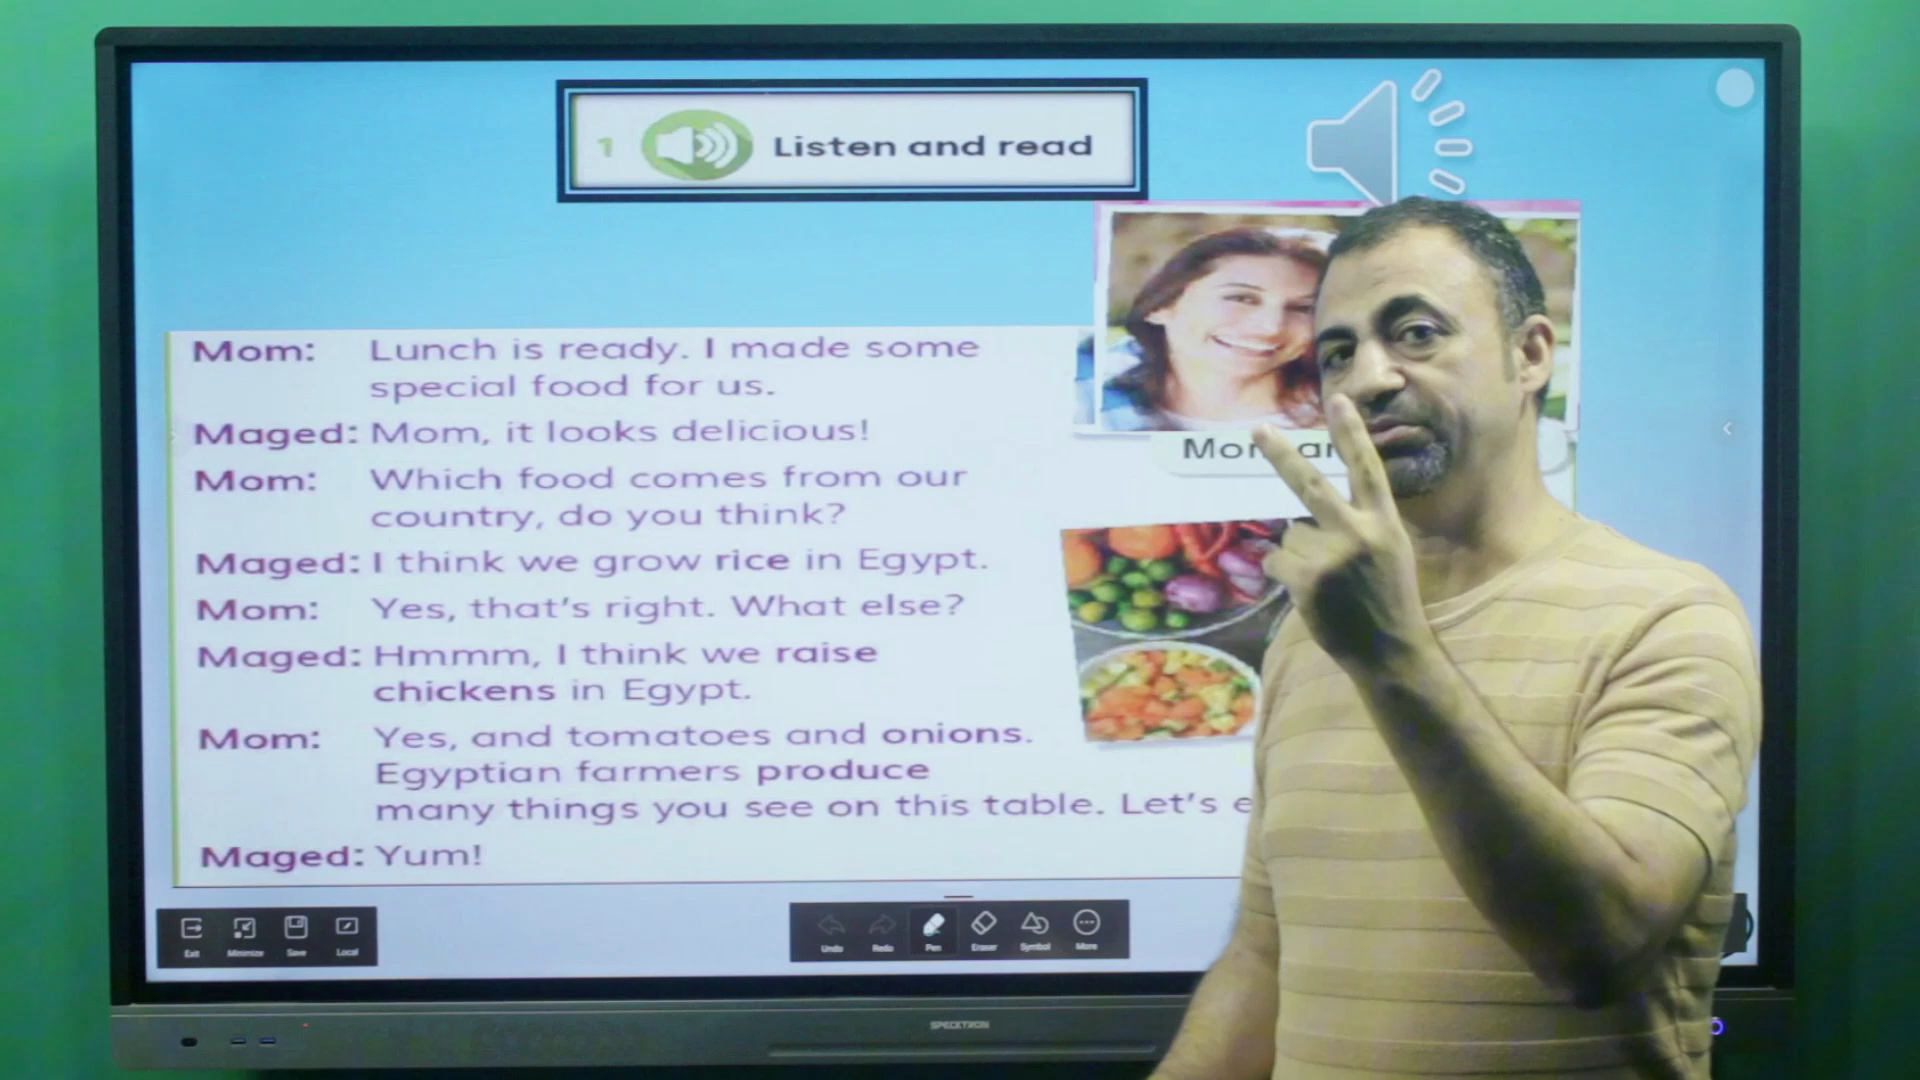 1 Listen and read
Mom: Lunch is ready. I made some
special food for us.
Maged: Mom, it looks delicious!
Mom: Which food comes from our
country, do you think?
Maged: I think we grow rice in Egypt.
Mom: Yes, that's right. What else?
Maged: Hmmm, I think we raise
chickens in Egypt.
Mom: Yes, and tomatoes and onions.
Egyptian farmers produce
many things you see on this table. Let's
Maged: Yum!
Exit Minimize Save Local
Undo Redo Pen Eraser Symbol More
SPECKTRON